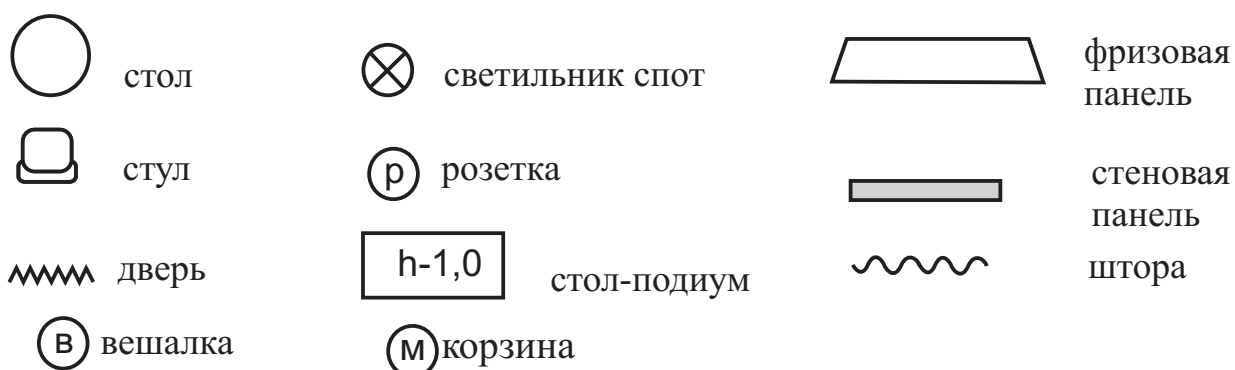 стол
светильник спот
фризовая
панель
стул
р розетка
стеновая
панель
дверь
h-1,0
стол-подиум
штора
в вешалка
м корзина